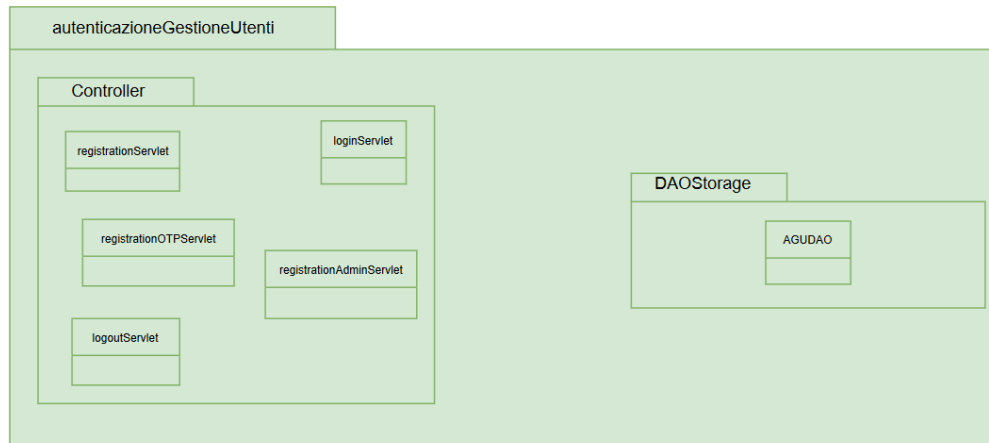 autenticazioneGestioneUtenti
Controller
registrationServlet
loginServlet
registrationOTPServlet
registrationAdminServlet
logoutServlet
DAOStorage
AGUDAO